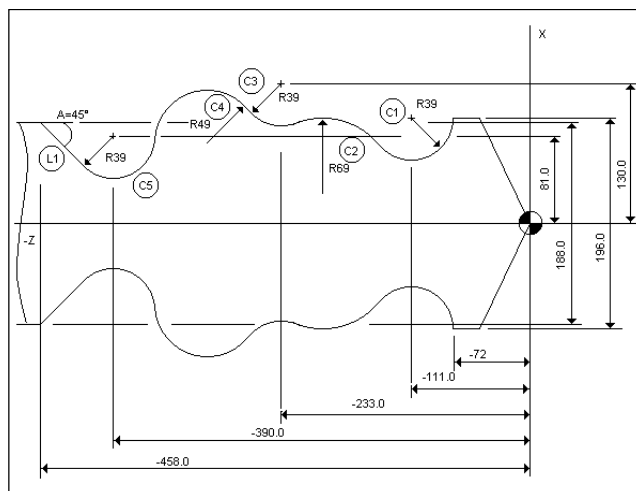 X
C3
R39
A=45°
C4
C1
R39
R49
L1
R39
C2
C5
R69
81.0
130.0
-Z
188.0
196.0
-72
-111.0
-233.0
-390.0
-458.0